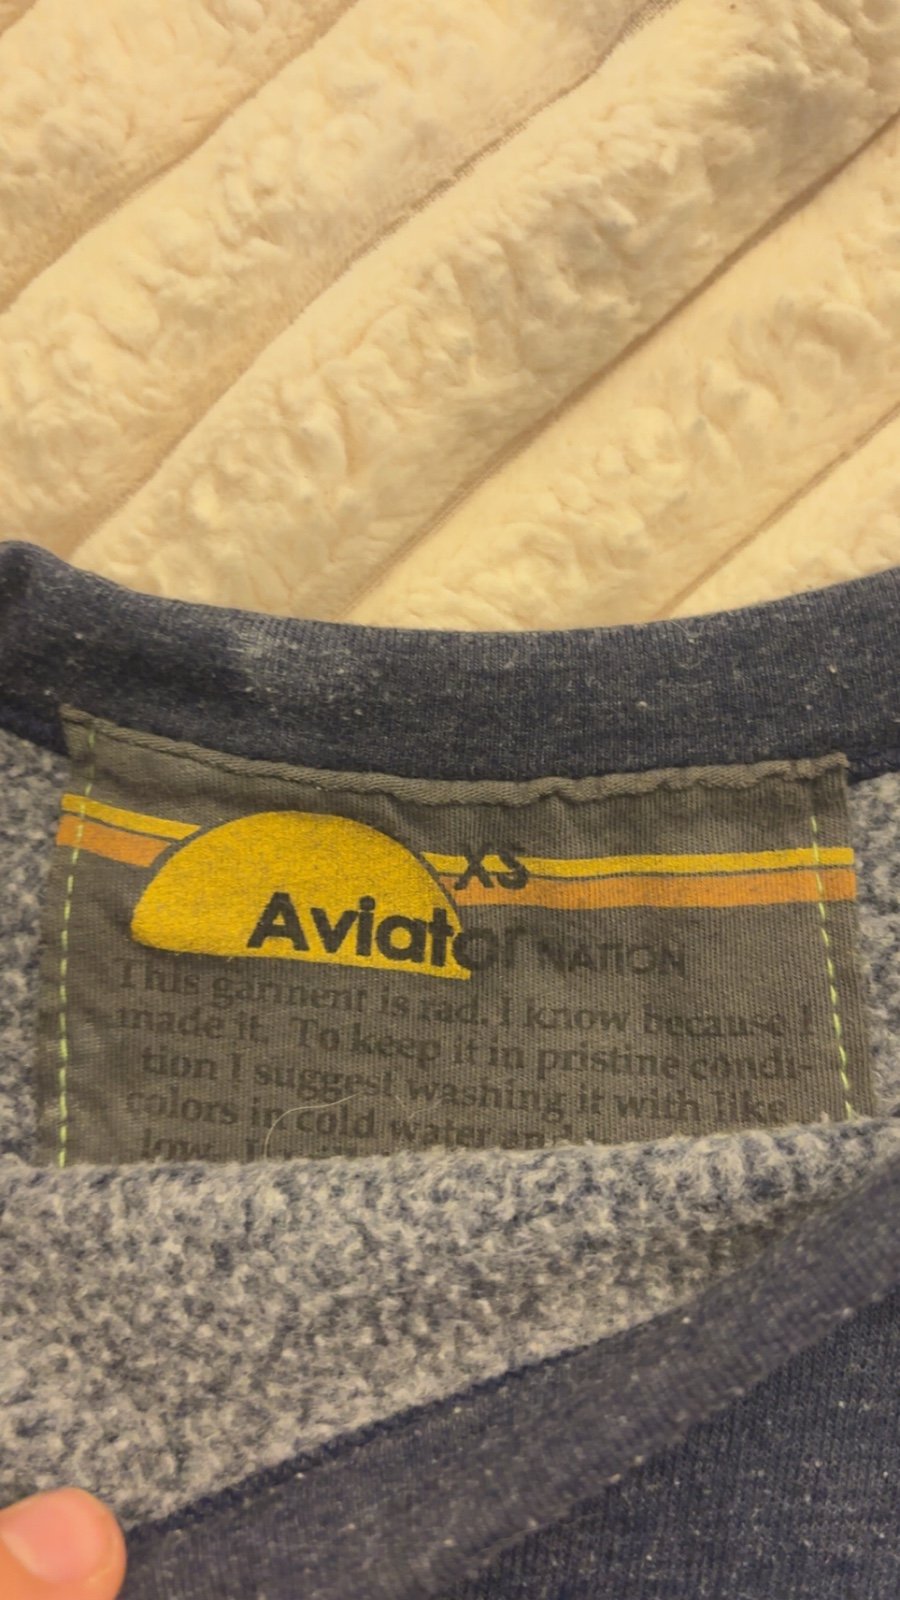 XS
Aviator NATION
This garment is rad. I know because I
made it. To keep it in pristine condi-
tion I suggest washing it with like
colors in cold water and
low.